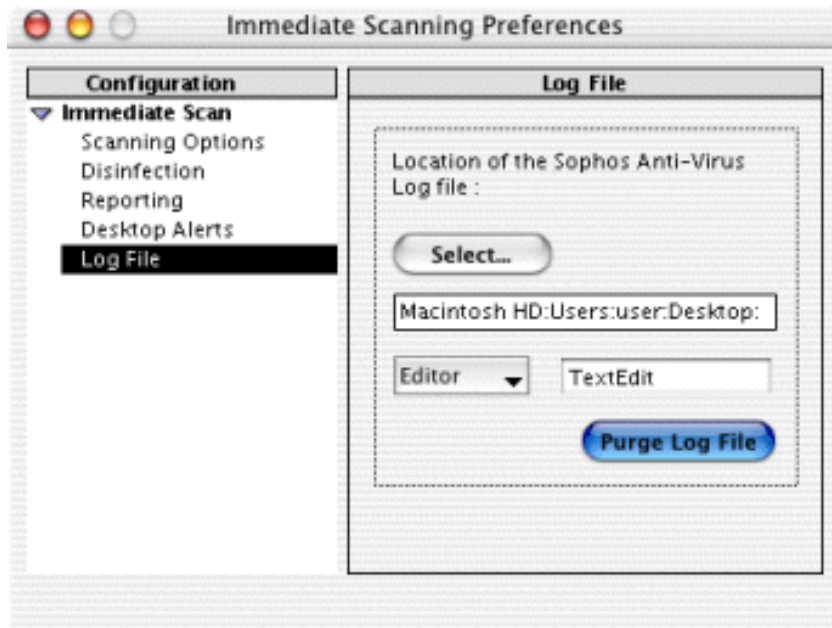 Immediate Scanning Preferences
Configuration
Immediate Scan
Scanning Options
Disinfection
Reporting
Desktop Alerts
Log File
Log File
Location of the Sophos Anti-Virus
Log file :
Select...
Macintosh HD:Users:user:Desktop:
Editor
TextEdit
Purge Log File